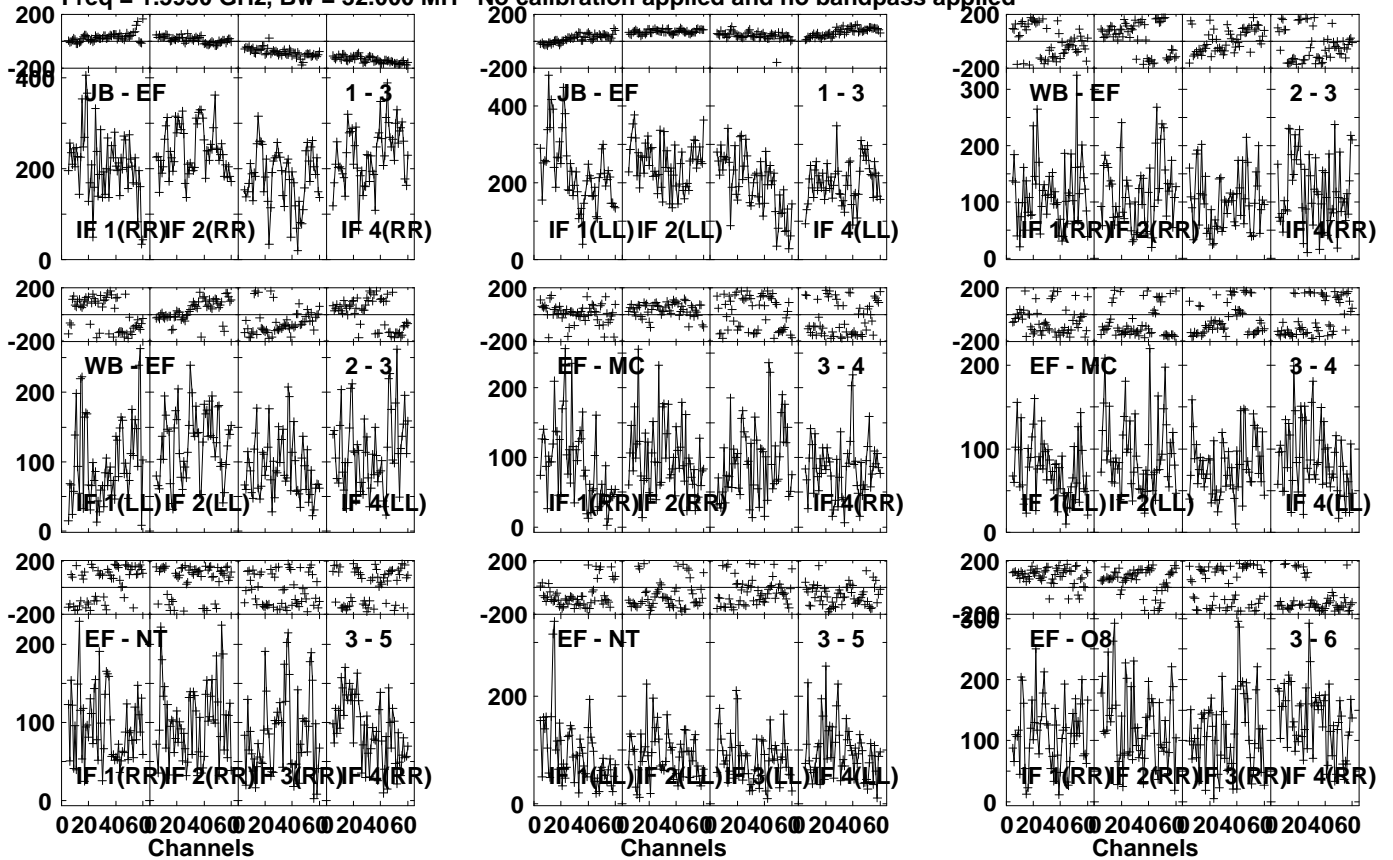 GHz, Bw = MH No calibration applied and no bandpass applied
200
-200
400
200
0
JB - EF 1 - 3
IF 1(RR) IF 2(RR) IF 4(RR)
200
-200
400
200
0
JB - EF 1 - 3
IF 1(LL) IF 2(LL) IF 4(LL)
200
-200
300
200
100
0
WB - EF 2 - 3
IF 1(RR) IF 2(RR) IF 4(RR)
200
-200
200
100
0
WB - EF 2 - 3
IF 1(LL) IF 2(LL) IF 4(LL)
200
-200
200
100
0
EF - MC 3 - 4
IF 1(RR) IF 2(RR) IF 4(RR)
200
-200
200
100
0
EF - MC 3 - 4
IF 1(LL) IF 2(LL) IF 4(LL)
200
-200
200
100
0
EF - NT 3 - 5
IF 1(RR) IF 2(RR) IF 3(RR) IF 4(RR)
0 20 40 60 0 20 40 60 0 20 40 60 0 20 40 60
Channels
200
-200
200
0
EF - NT 3 - 5
IF 1(LL) IF 2(LL) IF 3(LL) IF 4(LL)
0 20 40 60 0 20 40 60 0 20 40 60 0 20 40 60
Channels
200
-200
300
200
100
0
EF - O8 3 - 6
IF 1(RR) IF 2(RR) IF 3(RR) IF 4(RR)
0 20 40 60 0 20 40 60 0 20 40 60 0 20 40 60
Channels